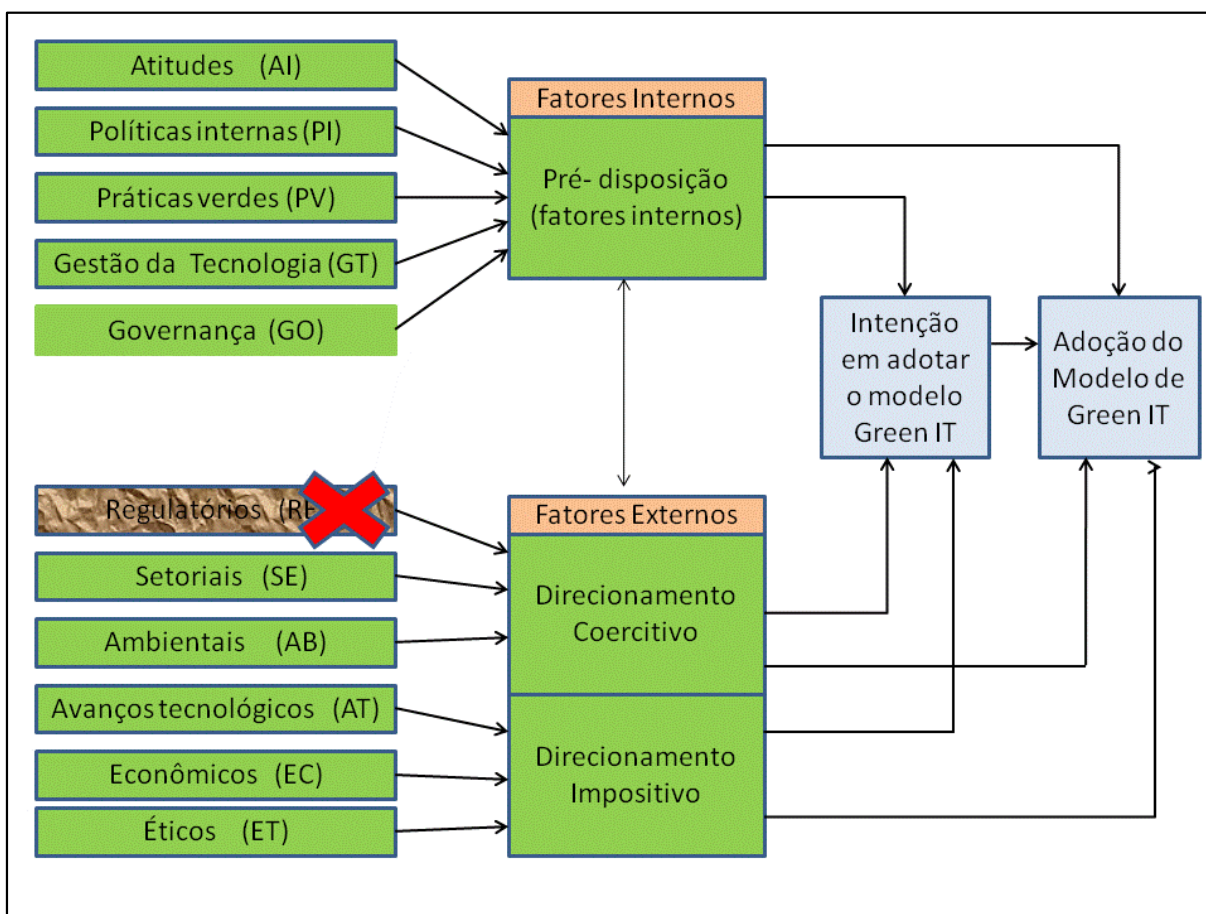 Atitudes (AI)
Políticas internas (PI)
Práticas verdes (PV)
Gestão da Tecnologia (GT)
Governança (GO)
Fatores Internos
Pré- disposição
(fatores internos)
Intenção
em adotar
o modelo
Green IT
Adoção do
Modelo de
Green IT
Regulatórios
Setoriais (SE)
Ambientais (AB)
Avanços tecnológicos (AT)
Econômicos (EC)
Éticos (ET)
Fatores Externos
Direcionamento
Coercitivo
Direcionamento
Impositivo